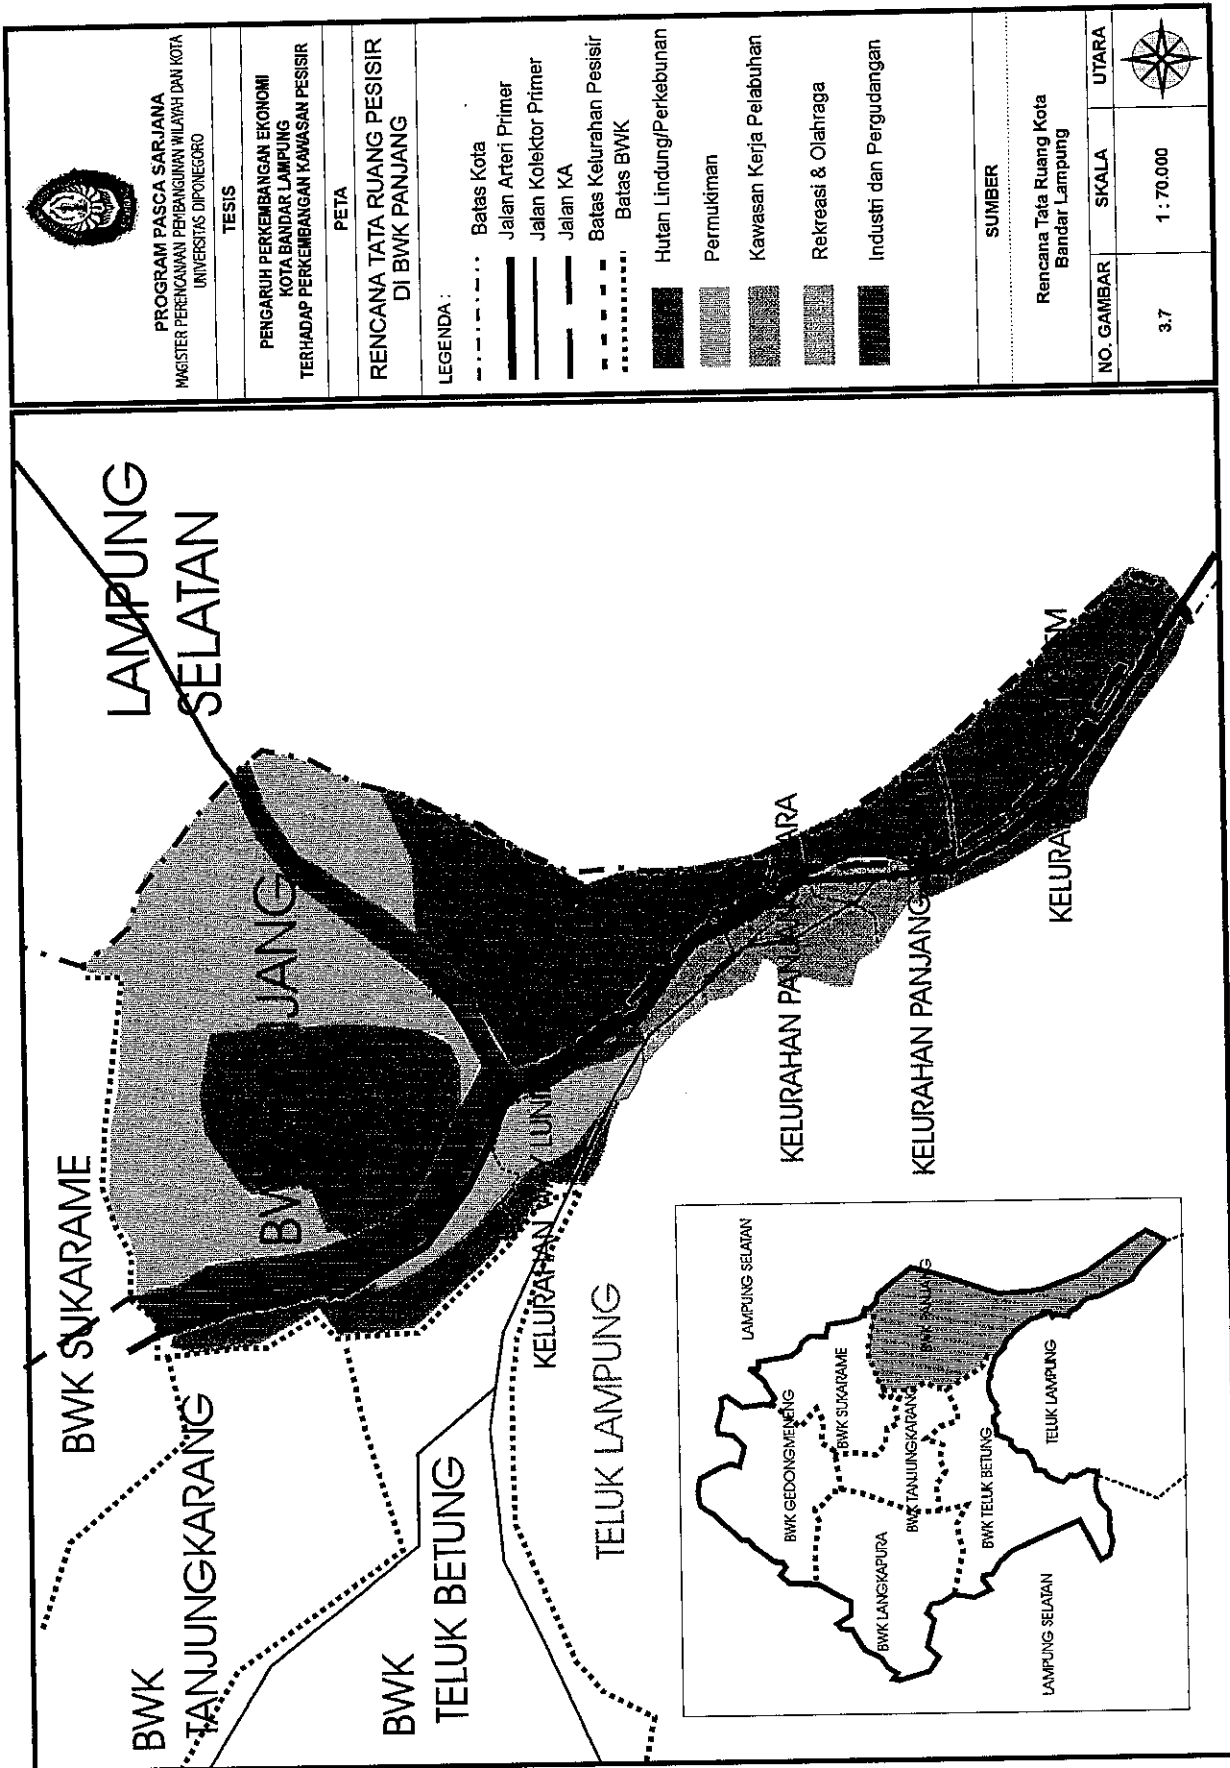 PROGRAM PASCA SARJANA
MAGISTER PERENCANAAN PEMBANGUNAN WILAYAH DAN KOTA
UNIVERSITAS DIPONEGORO
TESIS
PENGARUH PERKEMBANGAN EKONOMI
KOTA BANDAR LAMPUNG
TERHADAP PERKEMBANGAN KAWASAN PESISIR
PETA
RENCANA TATA RUANG PESISIR
DI BWK PANJANG
LEGENDA :
Batas Kota
Jalan Arteri Primer
Jalan Kolektor Primer
Jalan KA
Batas Kelurahan Pesisir
Batas BWK
Hutan Lindung/Perkebunan
Permukiman
Kawasan Kerja Pelabuhan
Rekreasi & Olahraga
Industri dan Pergudangan
SUMBER
Rencana Tata Ruang Kota
Bandar Lampung
NO. GAMBAR
SKALA
UTARA
3.7
1 : 70.000
LAMPUNG
SELATAN
BWK SUKARAME
BWK
TANJUNGKARANG
BWK
TELUK BETUNG
TELUK LAMPUNG
KELURAHAN
KELURAHAN
KELURAHAN PANJANG
LAMPUNG SELATAN
BWK PANJANG
BWK SUKARAME
BWK GEDONGMENENG
BWK TANJUNGKARANG
BWK LANGKAPURA
BWK TELUK BETUNG
TELUK LAMPUNG
LAMPUNG SELATAN